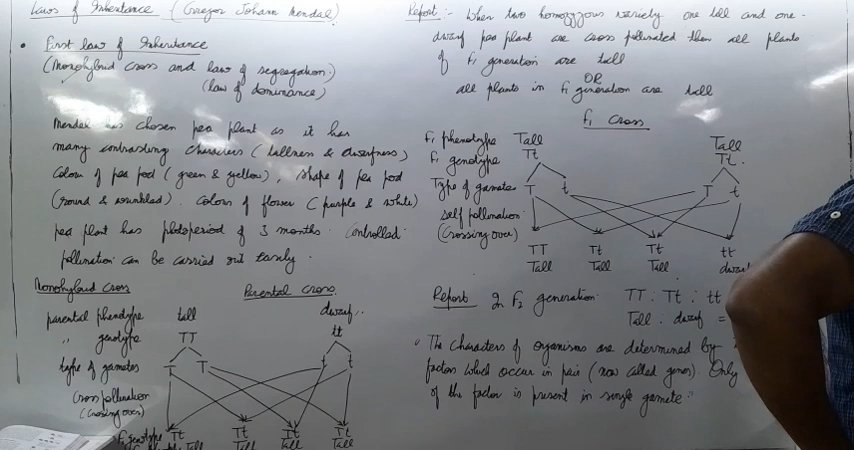 Laws of Inheritance (Gregor Johann Mendal)
• First law of Inheritance
(Monohybrid cross and law of segregation)
(law of dominance)
Mendel has chosen pea plant as it has
many contrasting characters (tallness & dwarfness)
Colour of pea pod (green & yellow), shape of pea pod
(round & wrinkled). Colors of flower (purple & white)
pea plant has photoperiod of 3 months. Controlled
pollination can be carried out easily.
Monohybrid cross
Parental Cross
parental phenotype tall dwarf
" genotype TT tt
type of gametes T T t t
Cross pollination
(Crossing over)
F1 genotype Tt Tt Tt Tt
Tall Tall Tall Tall
Report:- When two homozygous variety one tall and one
dwarf pea plant are cross pollinated then all plants
of F1 generation are tall
OR
all plants in F1 generation are tall
F1 Cross
F1 phenotype Tall Tall
F1 genotype Tt Tt.
Type of gametes T t T t
self pollination
(Crossing over)
TT Tt Tt tt
Tall Tall Tall dwarf
Report In F2 generation TT : Tt : tt
Tall : dwarf =
"The Characters of Organisms are determined by
factors which occur in pair (now called genes). Only
of the factor is present in single gamete."